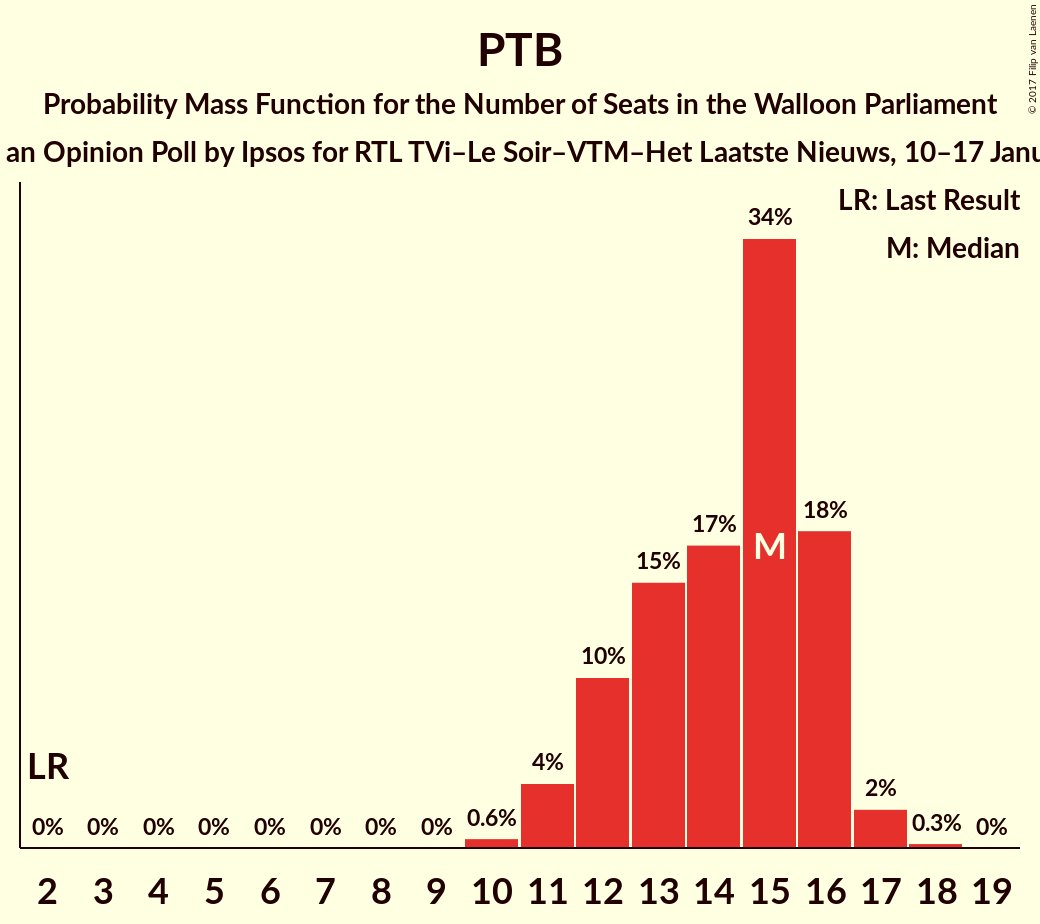 PTB
Probability Mass Function for the Number of Seats in the Walloon Parliament
an Opinion Poll by Ipsos for RTL TVi–Le Soir–VTM–Het Laatste Nieuws, 10–17 Janu
© 2017 Filip van Laenen
LR: Last Result
M: Median
34%
18%
17%
15%
M
10%
4%
2%
LR
0% 0% 0% 0% 0% 0% 0% 0% 0.6% 0.3% 0%
2 3 4 5 6 7 8 9 10 11 12 13 14 15 16 17 18 19